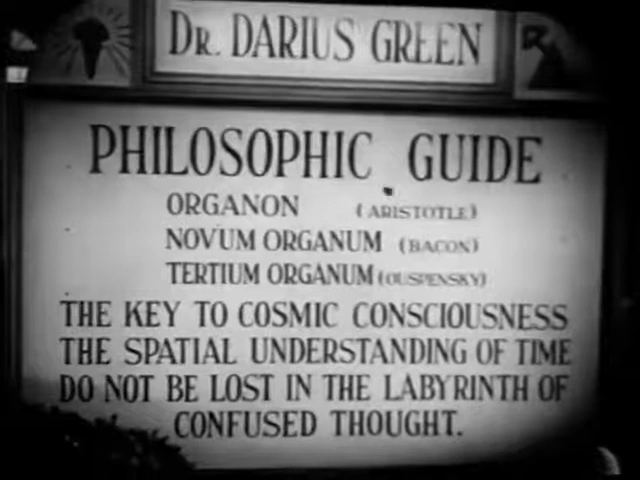 DR. DARIUS GREEN
PHILOSOPHIC GUIDE
ORGANON (ARISTOTLE)
NOVUM ORGANUM (BACON)
TERTIUM ORGANUM (OUSPENSKY)
THE KEY TO COSMIC CONSCIOUSNESS
THE SPATIAL UNDERSTANDING OF TIME
DO NOT BE LOST IN THE LABYRINTH OF
CONFUSED THOUGHT.